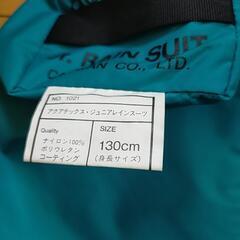 RAIN SUIT
CO., LTD.
NO. 1021
アクアテックス・ジュニアレインスーツ
Quality
SIZE
ナイロン100%
ポリウレタン
コーティング
130cm
(身長サイズ)